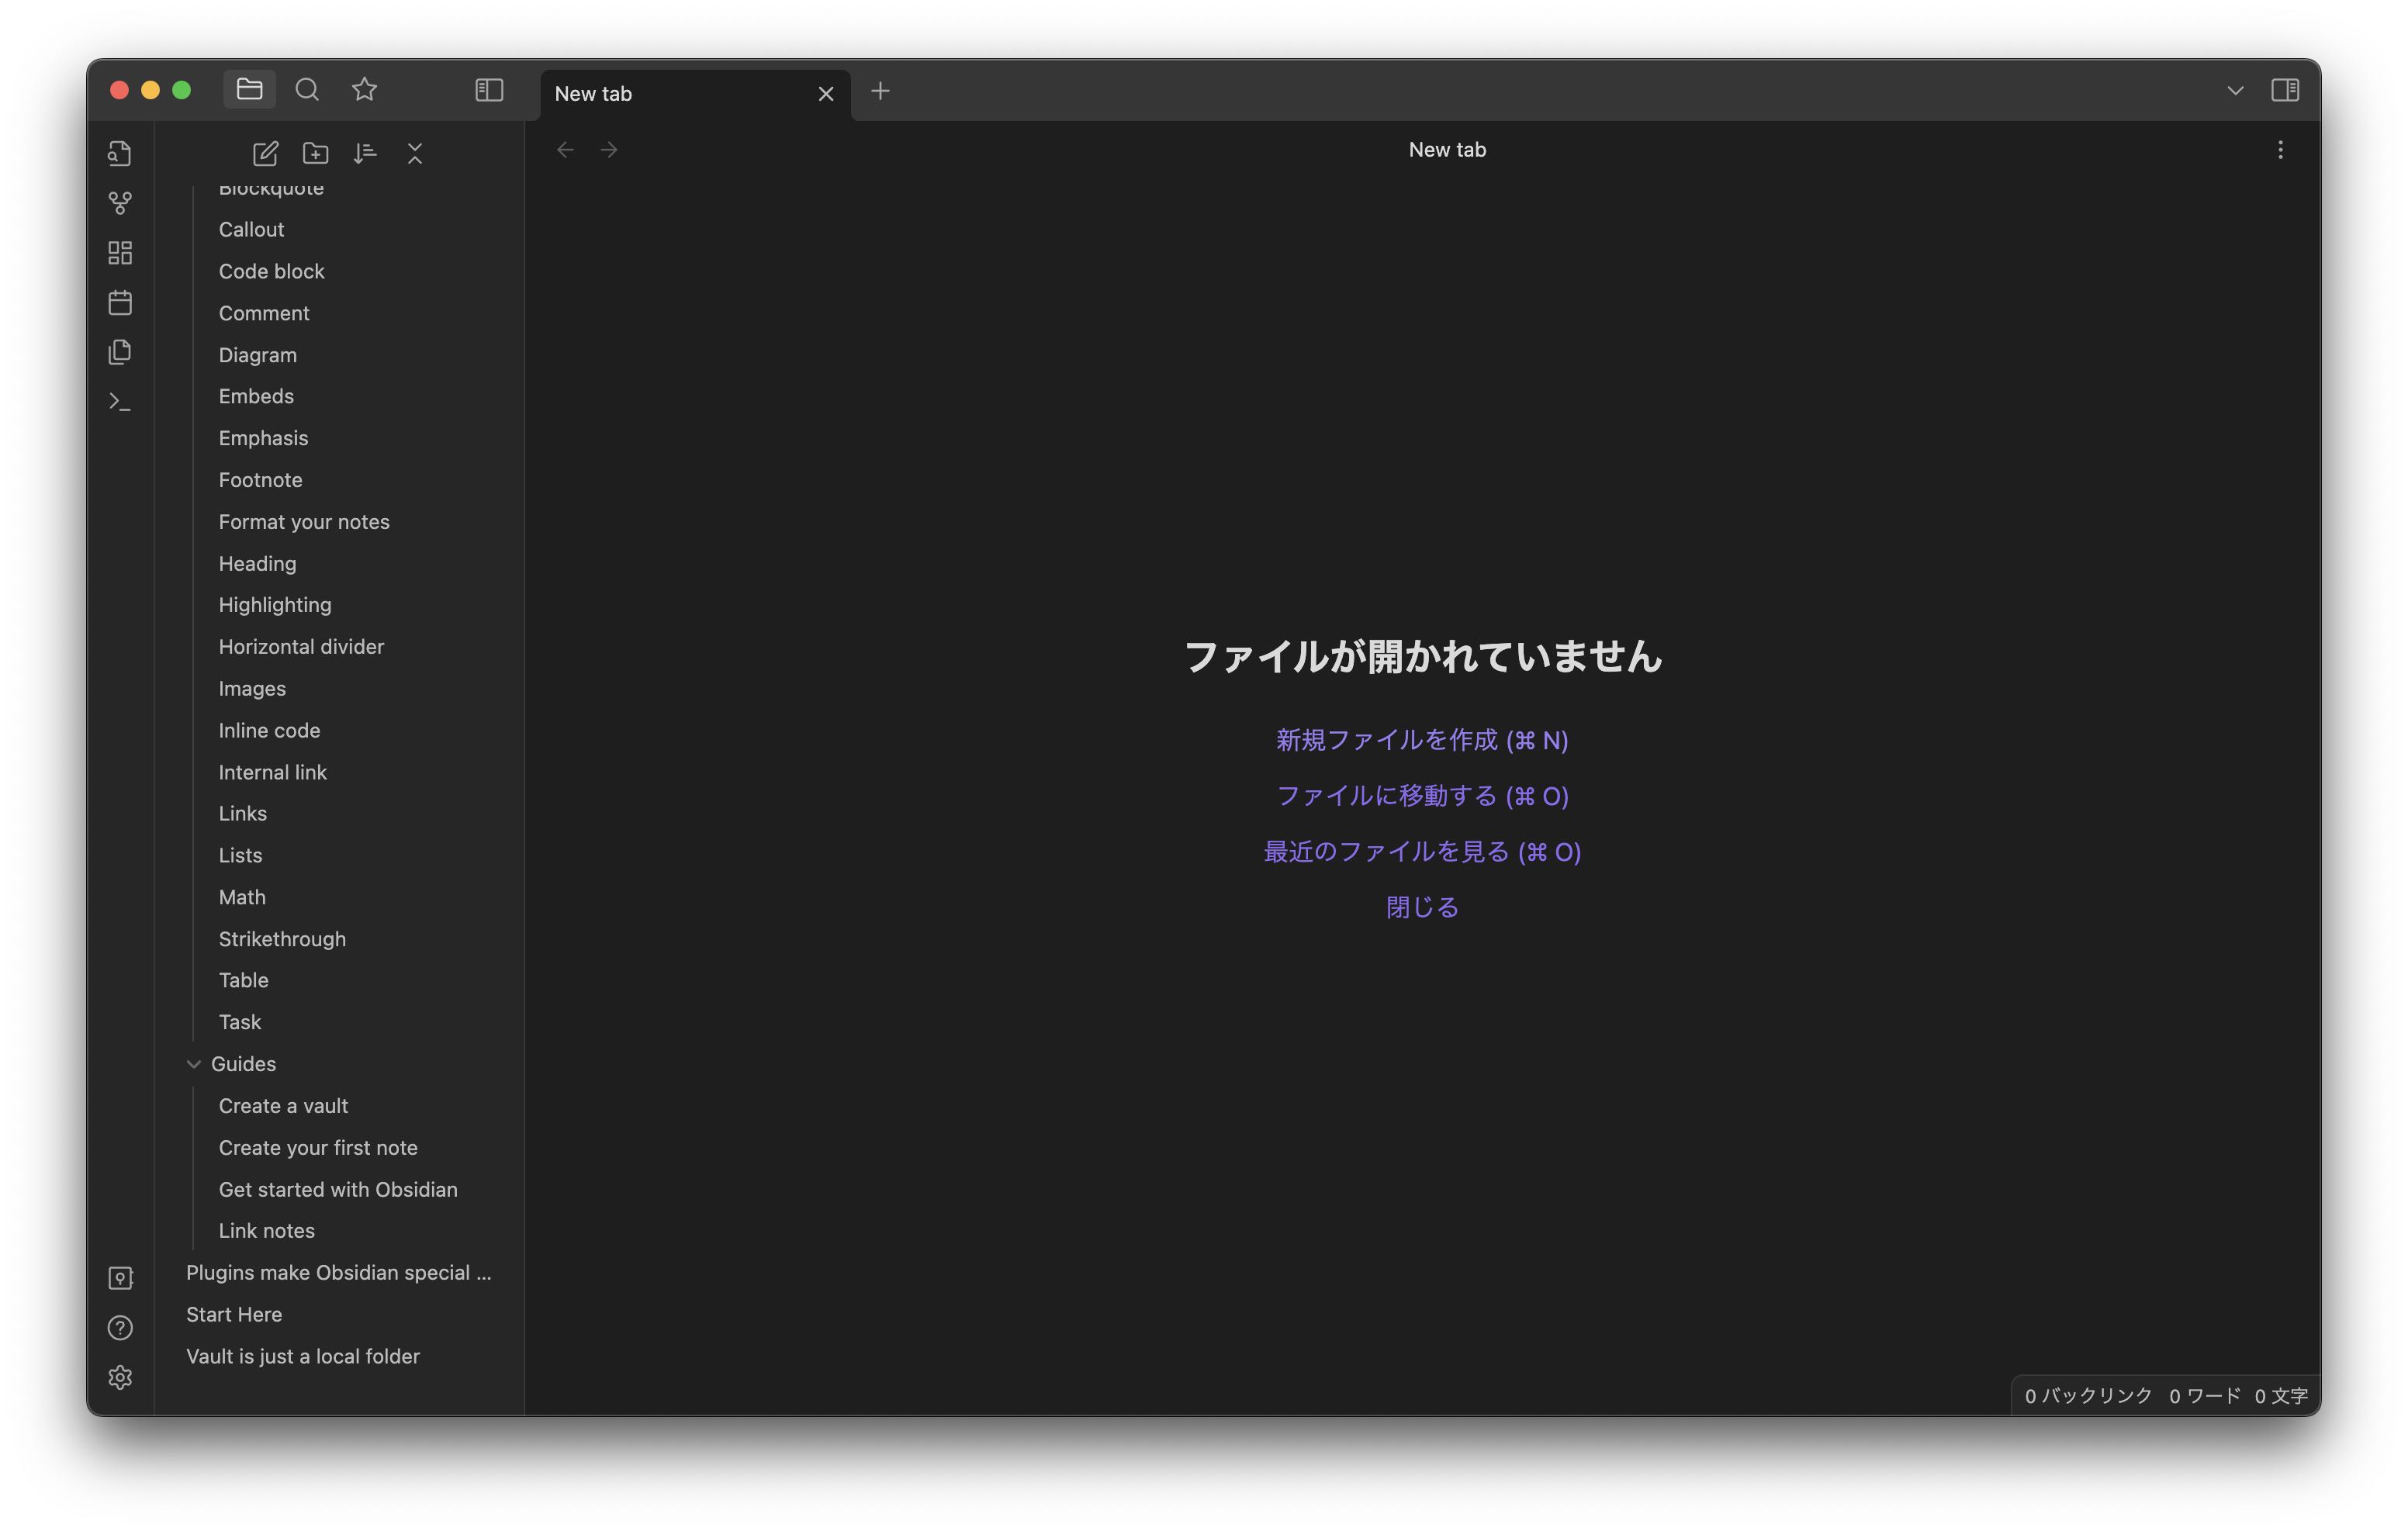 New tab
New tab
Blockquote
Callout
Code block
Comment
Diagram
Embeds
Emphasis
Footnote
Format your notes
Heading
Highlighting
Horizontal divider
Images
Inline code
Internal link
Links
Lists
Math
Strikethrough
Table
Task
Guides
Create a vault
Create your first note
Get started with Obsidian
Link notes
Plugins make Obsidian special ...
Start Here
Vault is just a local folder
ファイルが開かれていません
新規ファイルを作成 (⌘ N)
ファイルに移動する (⌘ O)
最近のファイルを見る (⌘ O)
閉じる
0 バックリンク 0 ワード 0 文字